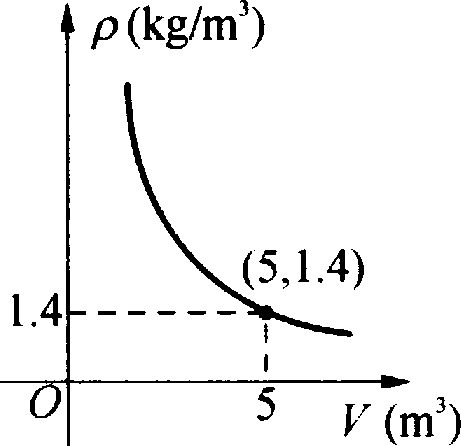 ρ (kg/m³)
(5,1.4)
1.4
O
5
V (m³)